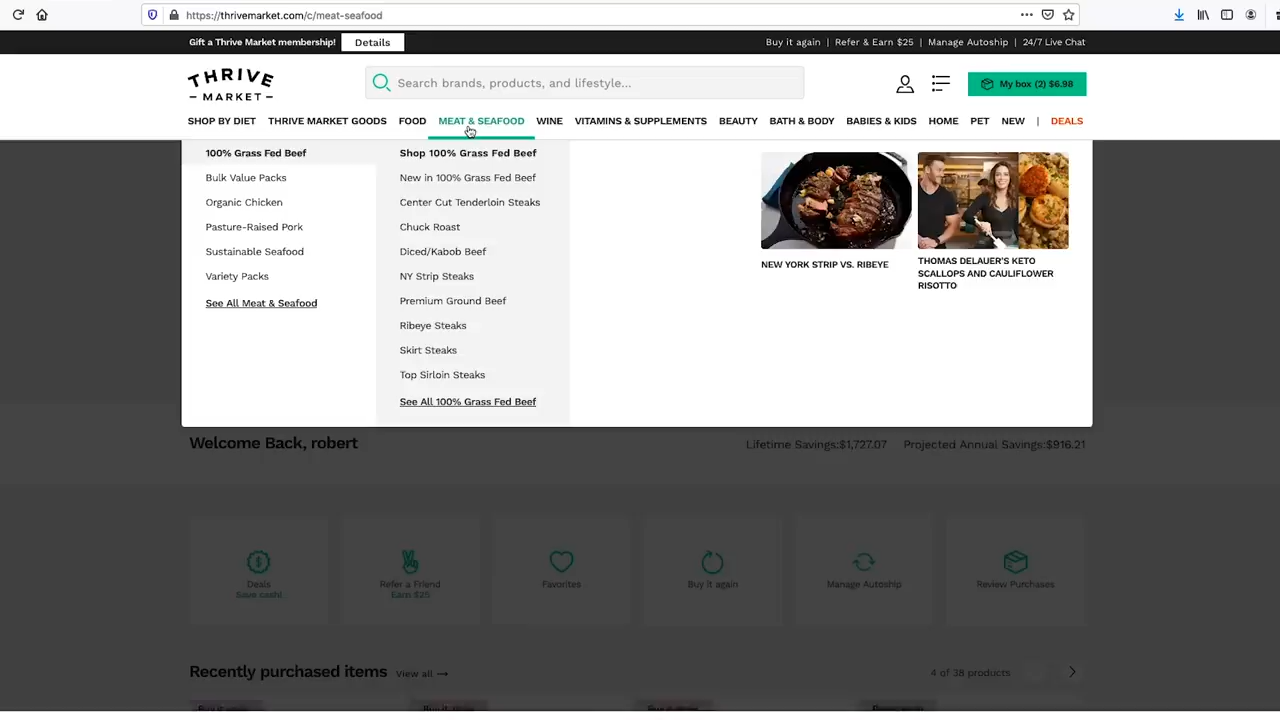 https://thrivemarket.com/c/meat-seafood
Gift a Thrive Market membership! Details
Buy it again | Refer & Earn $25 | Manage Autoship | 24/7 Live Chat
THRIVE
MARKET
Search brands, products, and lifestyle...
My box (2) $6.98
SHOP BY DIET THRIVE MARKET GOODS FOOD MEAT & SEAFOOD WINE VITAMINS & SUPPLEMENTS BEAUTY BATH & BODY BABIES & KIDS HOME PET NEW | DEALS
100% Grass Fed Beef
Bulk Value Packs
Organic Chicken
Pasture-Raised Pork
Sustainable Seafood
Variety Packs
See All Meat & Seafood
Shop 100% Grass Fed Beef
New in 100% Grass Fed Beef
Center Cut Tenderloin Steaks
Chuck Roast
Diced/Kabob Beef
NY Strip Steaks
Premium Ground Beef
Ribeye Steaks
Skirt Steaks
Top Sirloin Steaks
See All 100% Grass Fed Beef
NEW YORK STRIP VS. RIBEYE
THOMAS DELAUER'S KETO
SCALLOPS AND CAULIFLOWER
RISOTTO
Welcome Back, robert
Lifetime Savings:$1,727.07 Projected Annual Savings:$916.21
Deals
Save cash!
Refer a Friend
Earn $25
Favorites
Buy it again
Manage Autoship
Review Purchases
Recently purchased items View all →
4 of 38 products